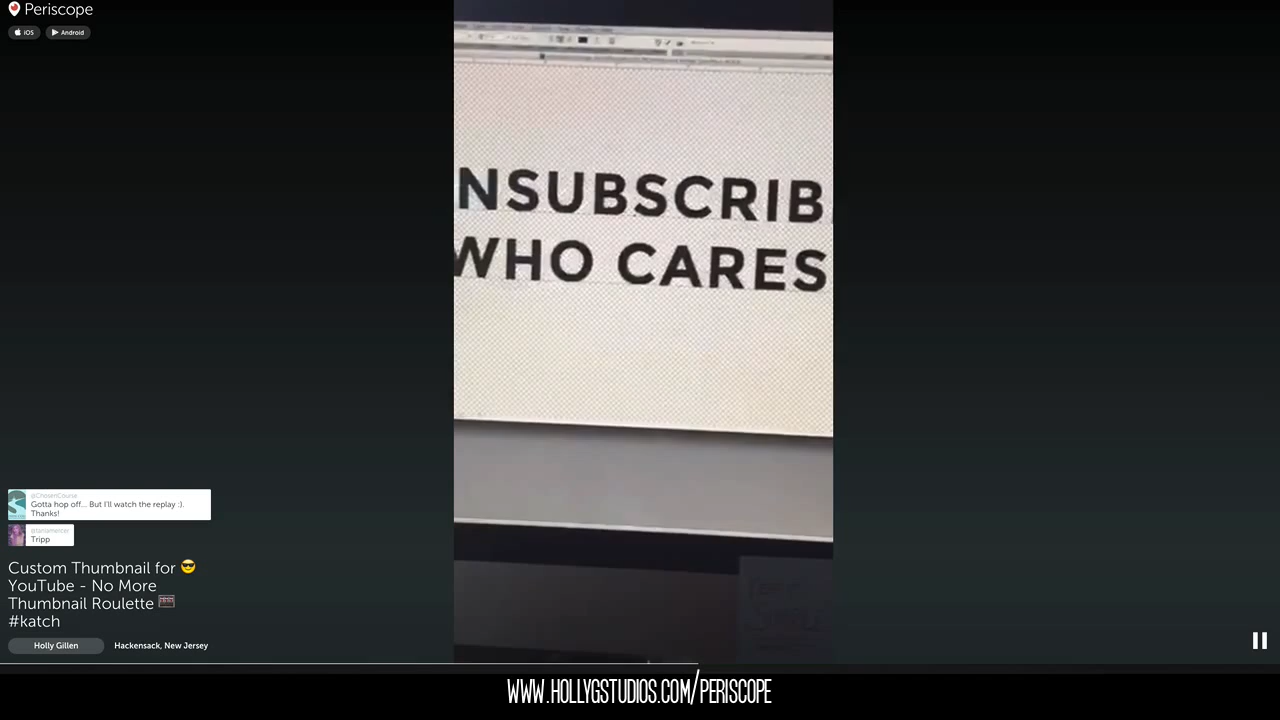 Periscope
iOS
Android
NSUBSCRIB
WHO CARES
@ChosenCourse
Gotta hop off... But I'll watch the replay :).
Thanks!
Tripp
Custom Thumbnail for 😎
YouTube - No More
Thumbnail Roulette
#katch
Holly Gillen
Hackensack, New Jersey
WWW.HOLLYGSTUDIOS.COM/PERISCOPE